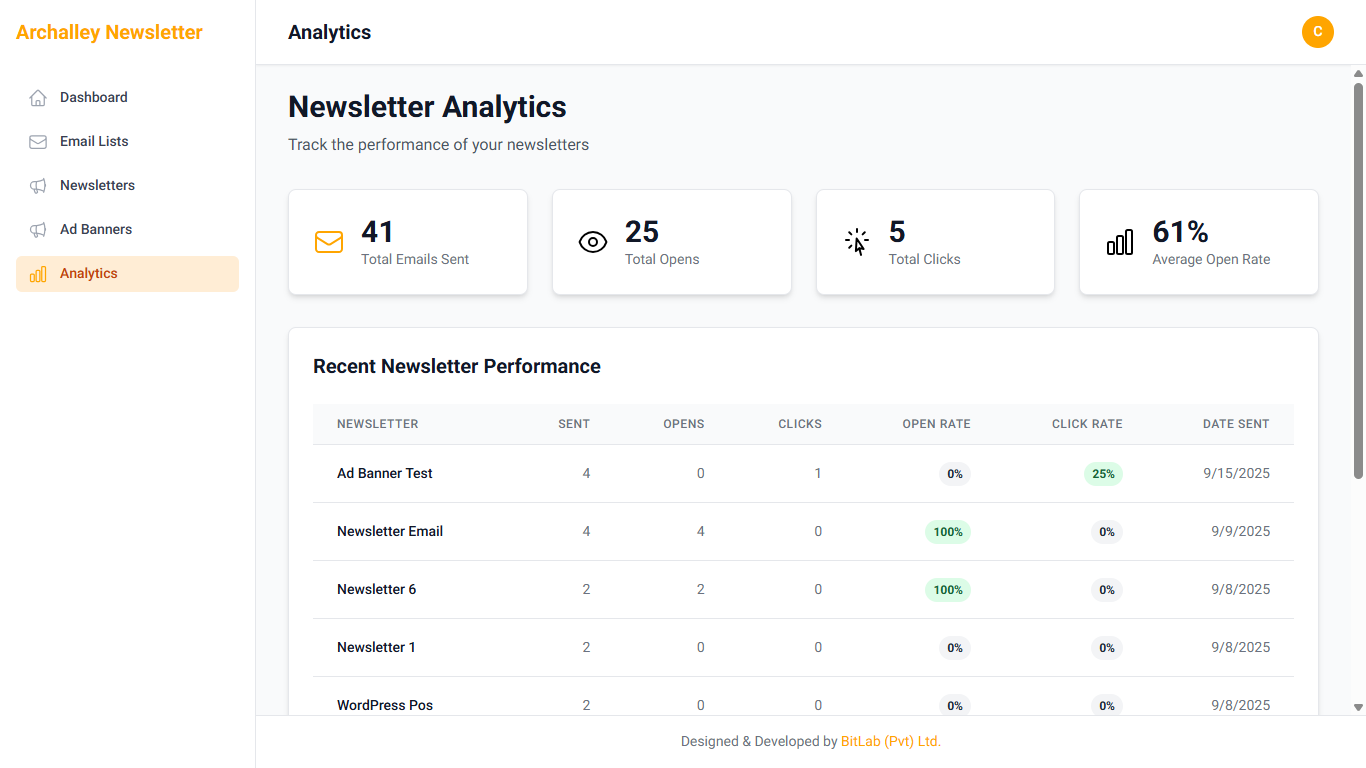 Archalley Newsletter
Analytics
C
Dashboard
Email Lists
Newsletters
Ad Banners
Analytics
Newsletter Analytics
Track the performance of your newsletters
41
Total Emails Sent
25
Total Opens
5
Total Clicks
61%
Average Open Rate
Recent Newsletter Performance
NEWSLETTER SENT OPENS CLICKS OPEN RATE CLICK RATE DATE SENT
Ad Banner Test 4 0 1 0% 25% 9/15/2025
Newsletter Email 4 4 0 100% 0% 9/9/2025
Newsletter 6 2 2 0 100% 0% 9/8/2025
Newsletter 1 2 0 0 0% 0% 9/8/2025
WordPress Pos 2 0 0 0% 0% 9/8/2025
Designed & Developed by BitLab (Pvt) Ltd.